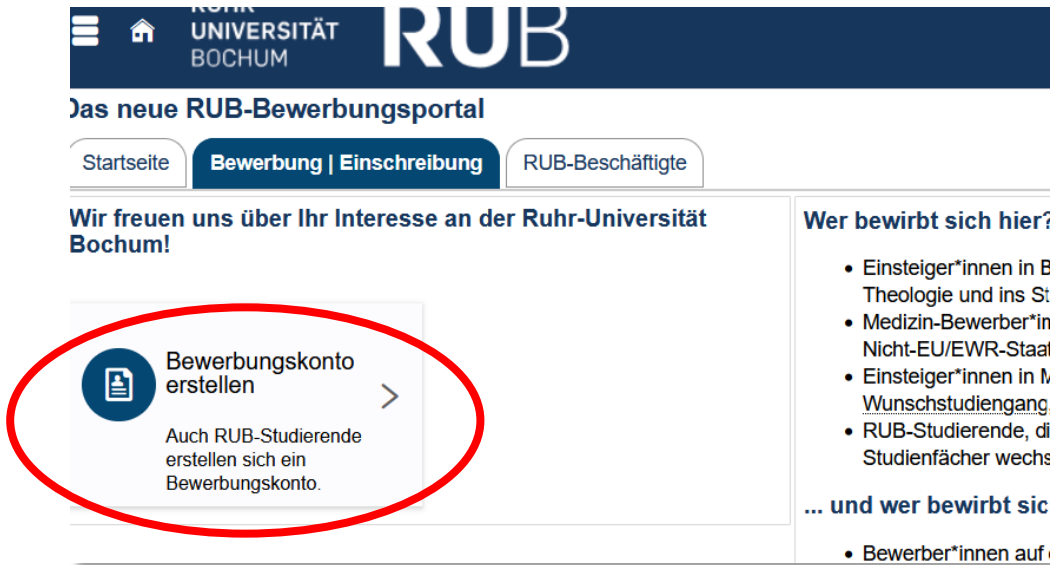 UNIVERSITÄT
BOCHUM
RUB
Das neue RUB-Bewerbungsportal
Startseite
Bewerbung | Einschreibung
RUB-Beschäftigte
Wir freuen uns über Ihr Interesse an der Ruhr-Universität
Bochum!
Bewerbungskonto
erstellen
Auch RUB-Studierende
erstellen sich ein
Bewerbungskonto.
Wer bewirbt sich hier?
Einsteiger*innen in
Theologie und ins
Medizin-Bewerber*in
Nicht-EU/EWR-Staat
Einsteiger*innen in
Wunschstudiengang
RUB-Studierende, di
Studienfächer wechs
... und wer bewirbt sic
Bewerber*innen auf